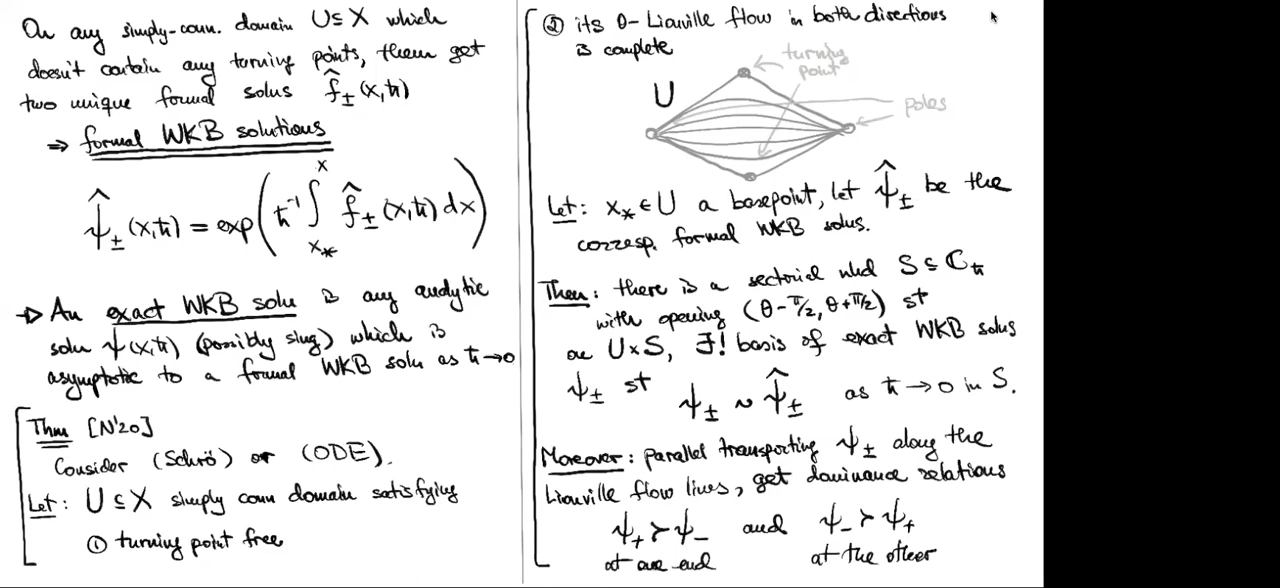 On any simply-conn. domain U⊆X which
doesn't contain any turning points, them get
two unique formal solns f̂±(x,ħ)
⇒ formal WKB solutions
ψ̂±(x,ħ) = exp(ħ⁻¹ ∫_{x*}^{x} f̂±(x,ħ) dx)
→ An exact WKB soln is any analytic
soln ψ(x,ħ) (possibly sing) which is
asymptotic to a formal WKB soln as ħ→0
Thm [N'20]
Consider (Schrö) or (ODE).
Let: U⊆X simply conn domain satisfying
① turning point free
② its θ-Liouville flow in both directions
is complete
turning
point
U
poles
Let: x* ∈ U a basepoint, let ψ̂± be the
corresp. formal WKB solns.
Then: there is a sectorial nbd S⊆ℂ_ħ
with opening (θ-π/2, θ+π/2) st
on U×S, ∃! basis of exact WKB solns
ψ± st ψ± ~ ψ̂± as ħ→0 in S.
Moreover: parallel transporting ψ± along the
Liouville flow lines, get dominance relations
ψ+ ≻ ψ- and ψ- ≻ ψ+
at one end at the other